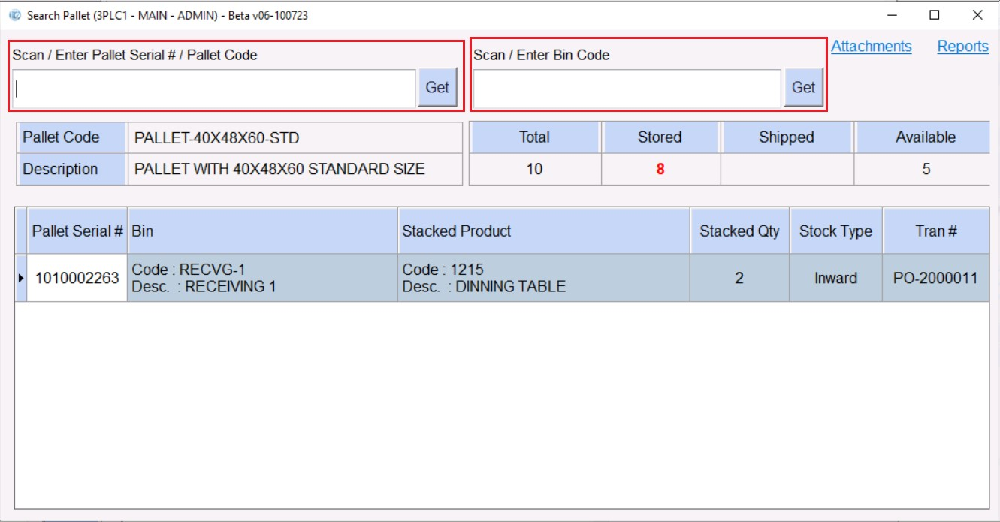 Search Pallet (3PLC1 - MAIN - ADMIN) - Beta v06-100723
Scan / Enter Pallet Serial # / Pallet Code
Scan / Enter Bin Code
Attachments
Reports
Get
Get
Pallet Code
PALLET-40X48X60-STD
Total
Stored
Shipped
Available
Description
PALLET WITH 40X48X60 STANDARD SIZE
10
8
5
Pallet Serial #
Bin
Stacked Product
Stacked Qty
Stock Type
Tran #
1010002263
Code : RECVG-1
Desc. : RECEIVING 1
Code : 1215
Desc. : DINNING TABLE
2
Inward
PO-2000011